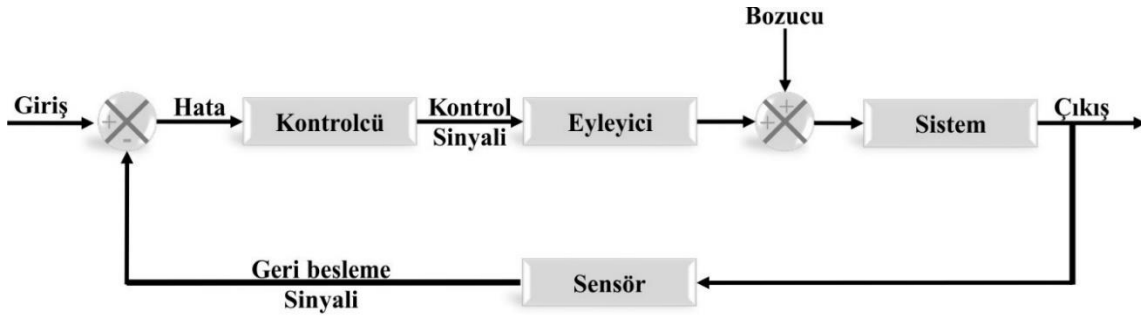 Bozucu
Giriş
+
-
Hata
Kontrolcü
Kontrol
Sinyali
Eyleyici
+
+
Sistem
Çıkış
Geri besleme
Sinyali
Sensör